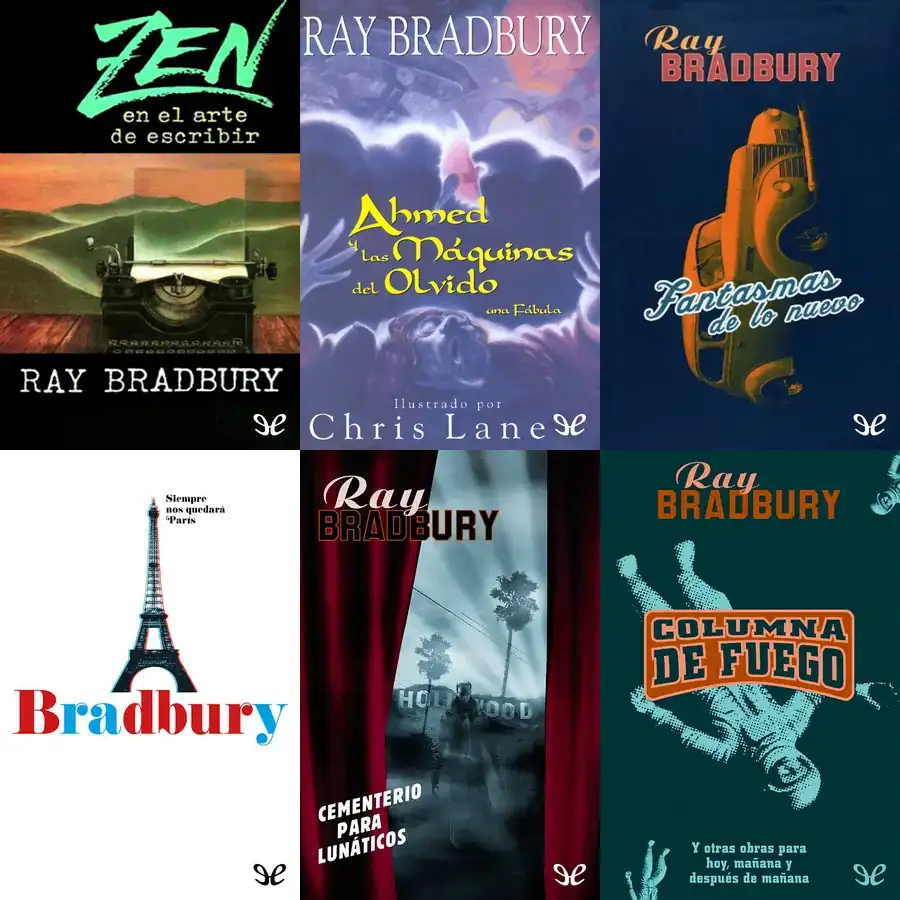 ZEN
en el arte
de escribir
RAY BRADBURY
RAY BRADBURY
Ahmed
y las Máquinas
del Olvido
una Fábula
Ilustrado por
Chris Lane
Ray
BRADBURY
Fantasmas
de lo nuevo
Siempre
nos quedará
París
Bradbury
Ray
BRADBURY
HOLLYWOOD
CEMENTERIO
PARA
LUNÁTICOS
Ray
BRADBURY
COLUMNA
DE FUEGO
Y otras obras para
hoy, mañana y
después de mañana